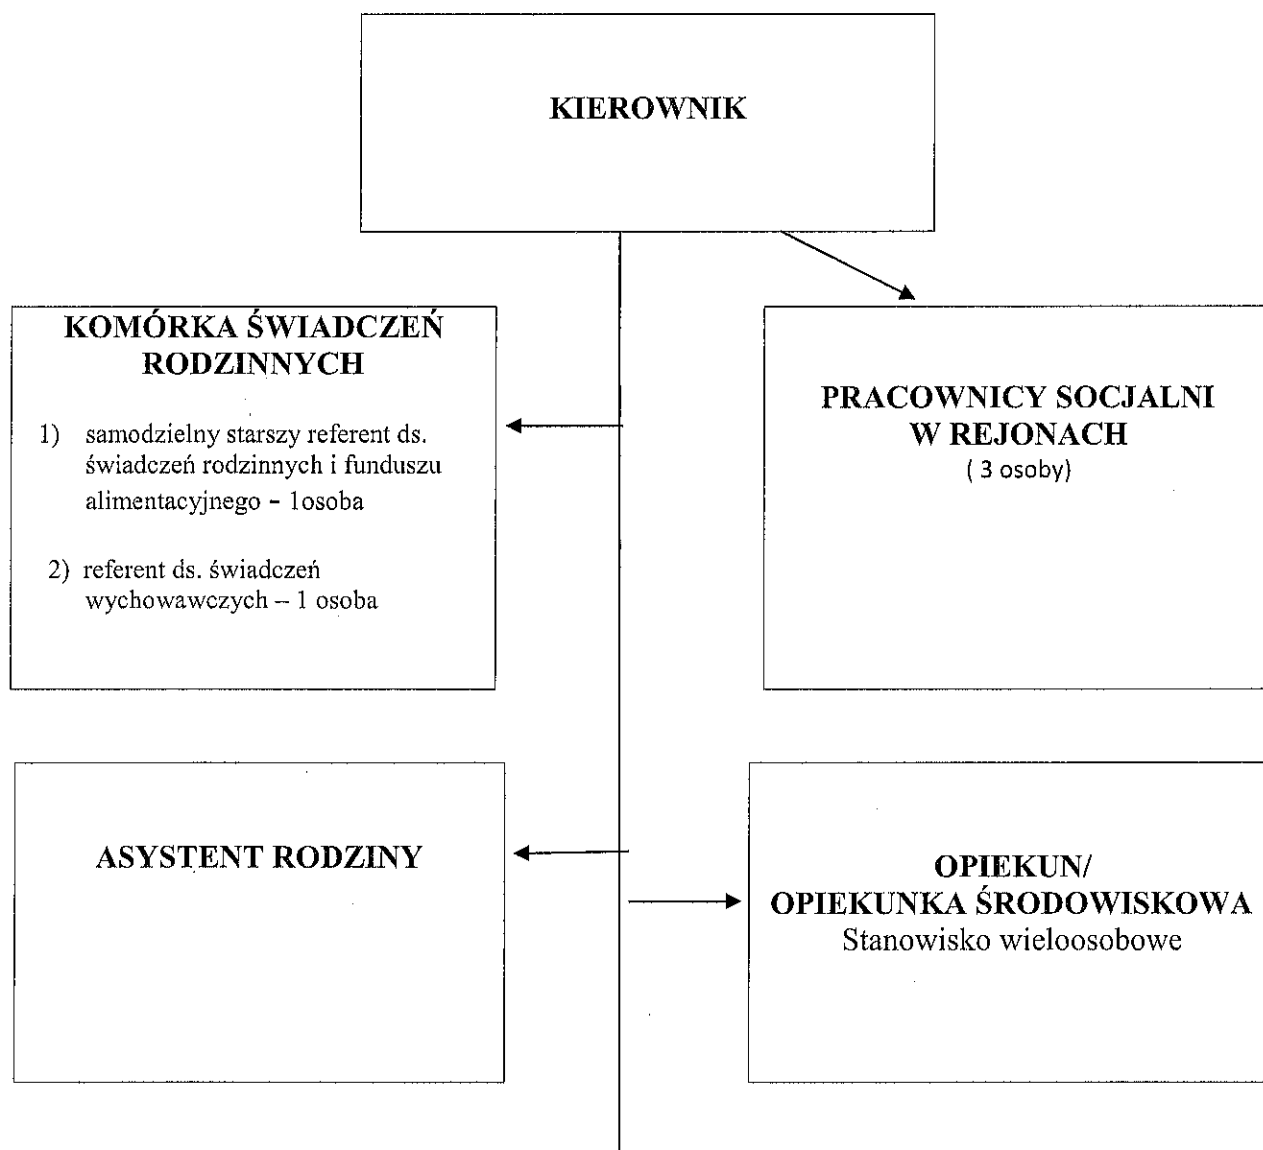 KIEROWNIK
KOMÓRKA ŚWIADCZEŃ
RODZINNYCH
1) samodzielny starszy referent ds.
świadczeń rodzinnych i funduszu
alimentacyjnego – 1osoba
2) referent ds. świadczeń
wychowawczych – 1 osoba
PRACOWNICY SOCJALNI
W REJONACH
( 3 osoby)
ASYSTENT RODZINY
OPIEKUN/
OPIEKUNKA ŚRODOWISKOWA
Stanowisko wieloosobowe